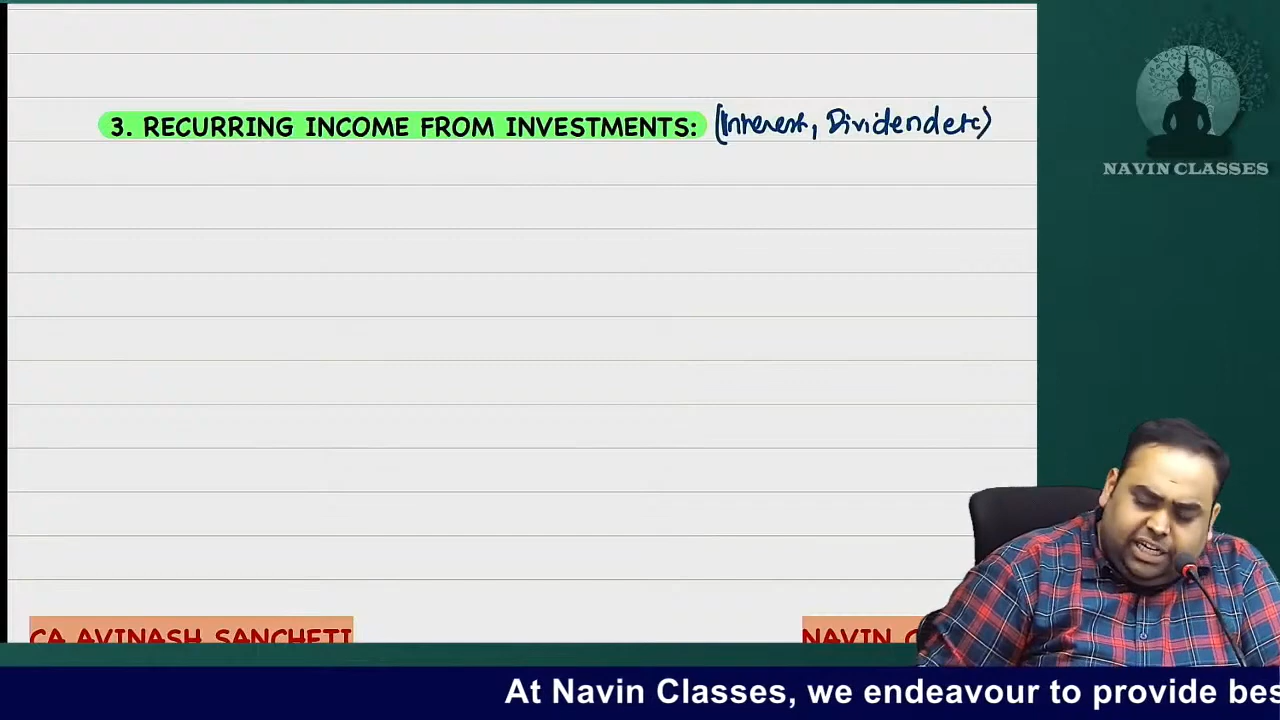 3. RECURRING INCOME FROM INVESTMENTS: (Interest, Dividend etc)
NAVIN CLASSES
CA AVINASH SANCHETI
NAVIN
At Navin Classes, we endeavour to provide bes